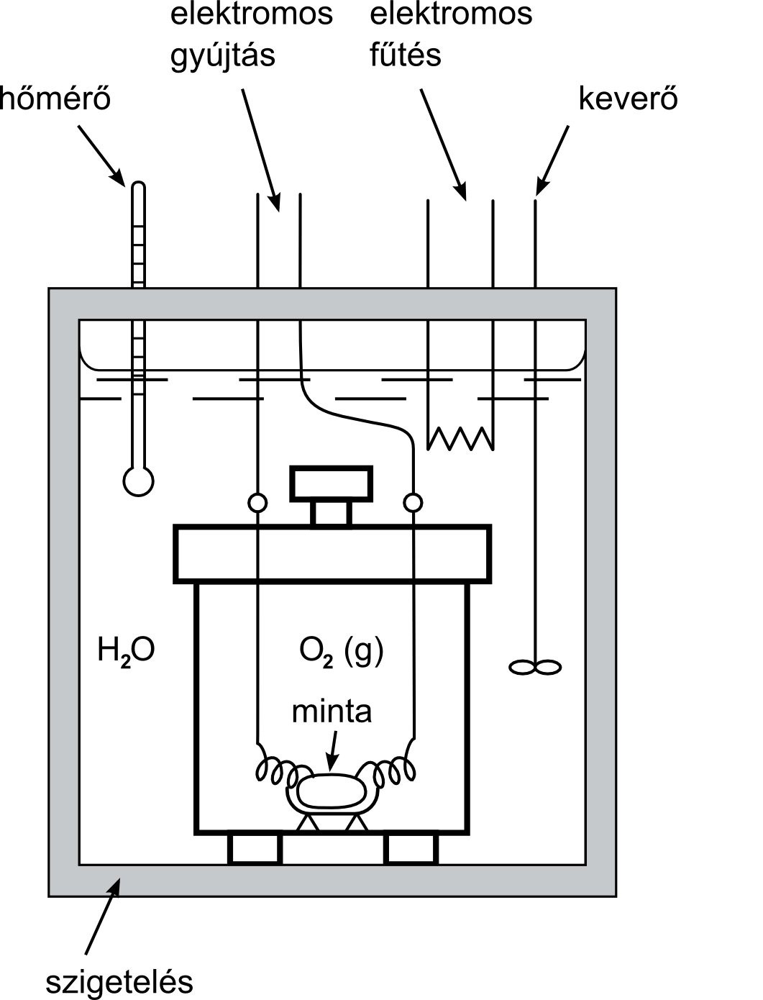 elektromos
gyújtás
elektromos
fűtés
hőmérő
keverő
H₂O
O₂ (g)
minta
szigetelés